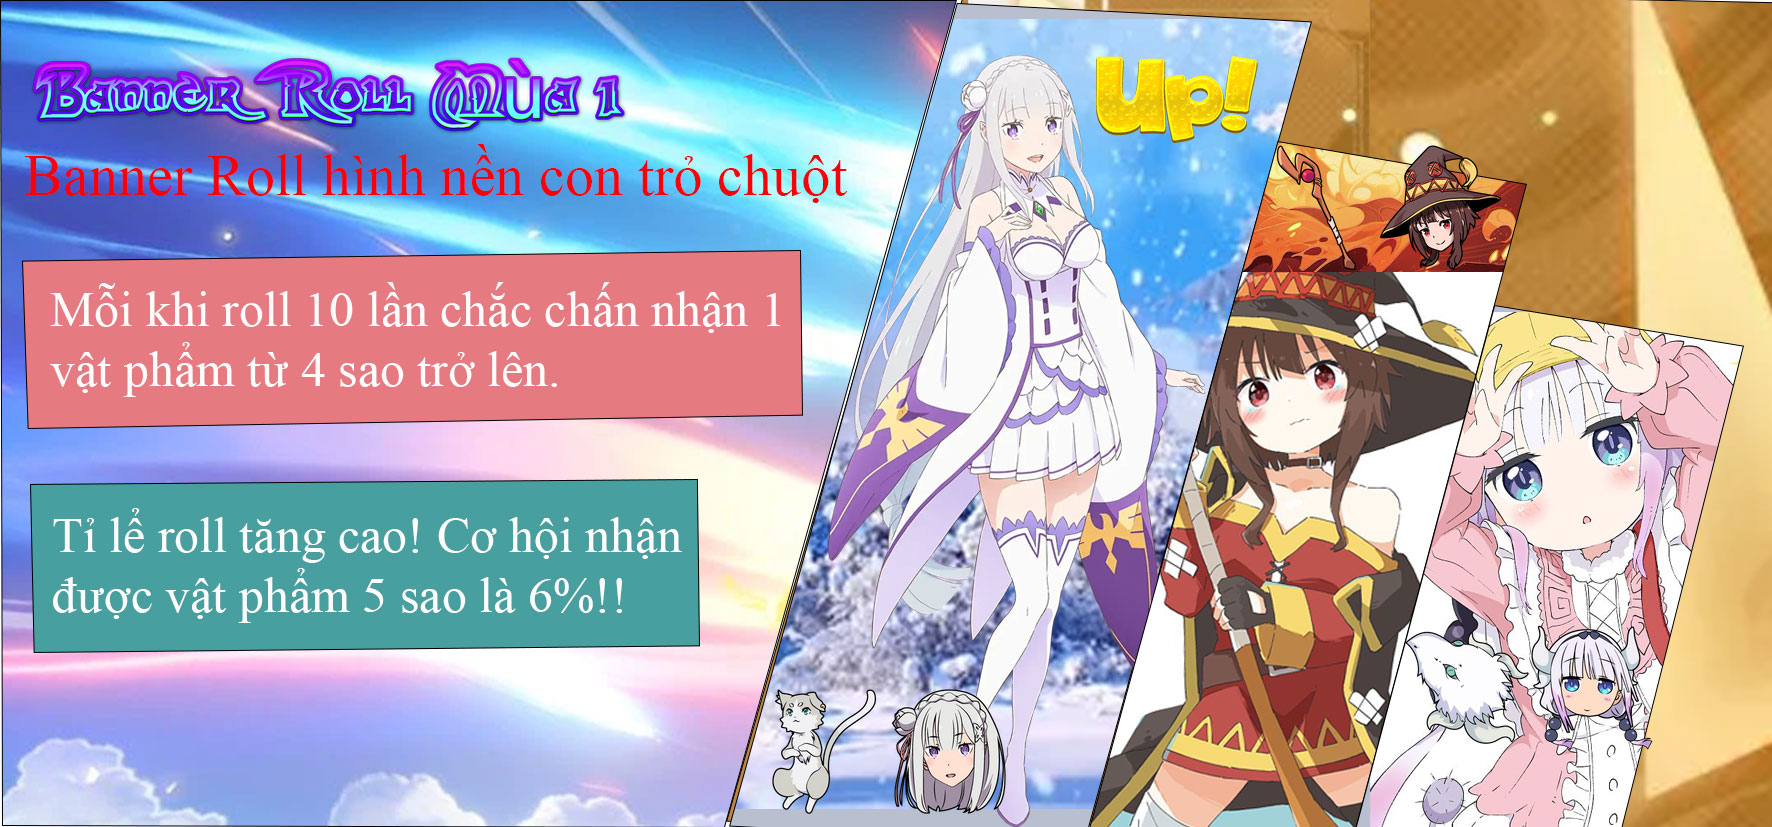 Banner Roll Mùa 1
Banner Roll hình nền con trỏ chuột
Mỗi khi roll 10 lần chắc chấn nhận 1
vật phẩm từ 4 sao trở lên.
Tỉ lể roll tăng cao! Cơ hội nhận
được vật phẩm 5 sao là 6%!!
Up!